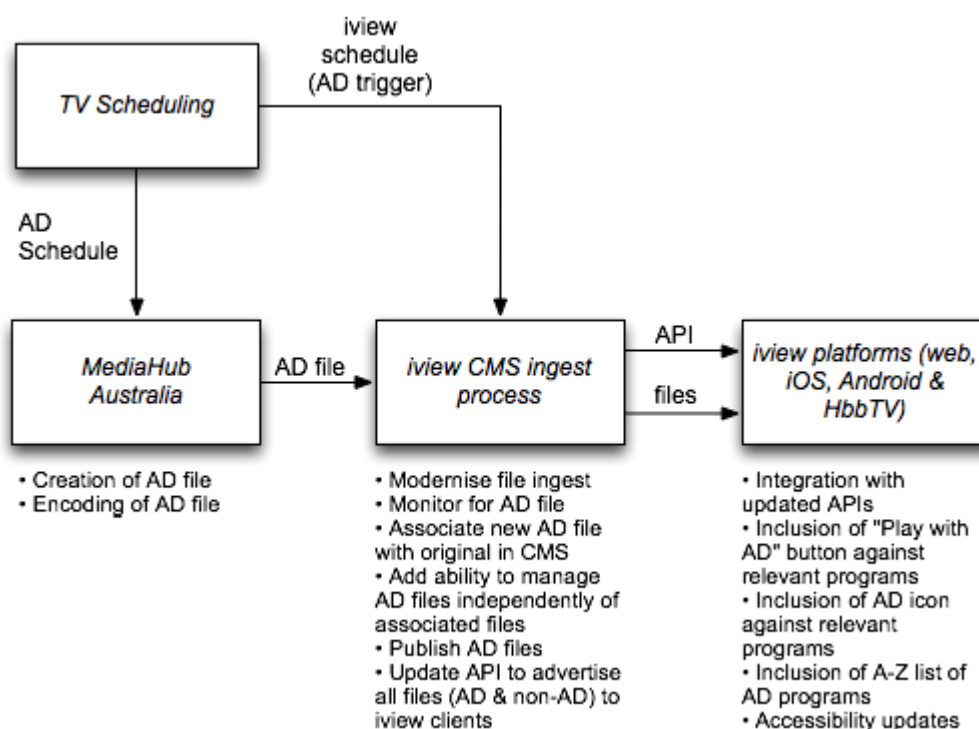 iview
schedule
(AD trigger)
TV Scheduling
AD
Schedule
MediaHub
Australia
AD file
iview CMS ingest
process
API
files
iview platforms (web,
iOS, Android &
HbbTV)
• Creation of AD file
• Encoding of AD file
• Modernise file ingest
• Monitor for AD file
• Associate new AD file
with original in CMS
• Add ability to manage
AD files independently of
associated files
• Publish AD files
• Update API to advertise
all files (AD & non-AD) to
iview clients
• Integration with
updated APIs
• Inclusion of "Play with
AD" button against
relevant programs
• Inclusion of AD icon
against relevant
programs
• Inclusion of A-Z list of
AD programs
• Accessibility updates